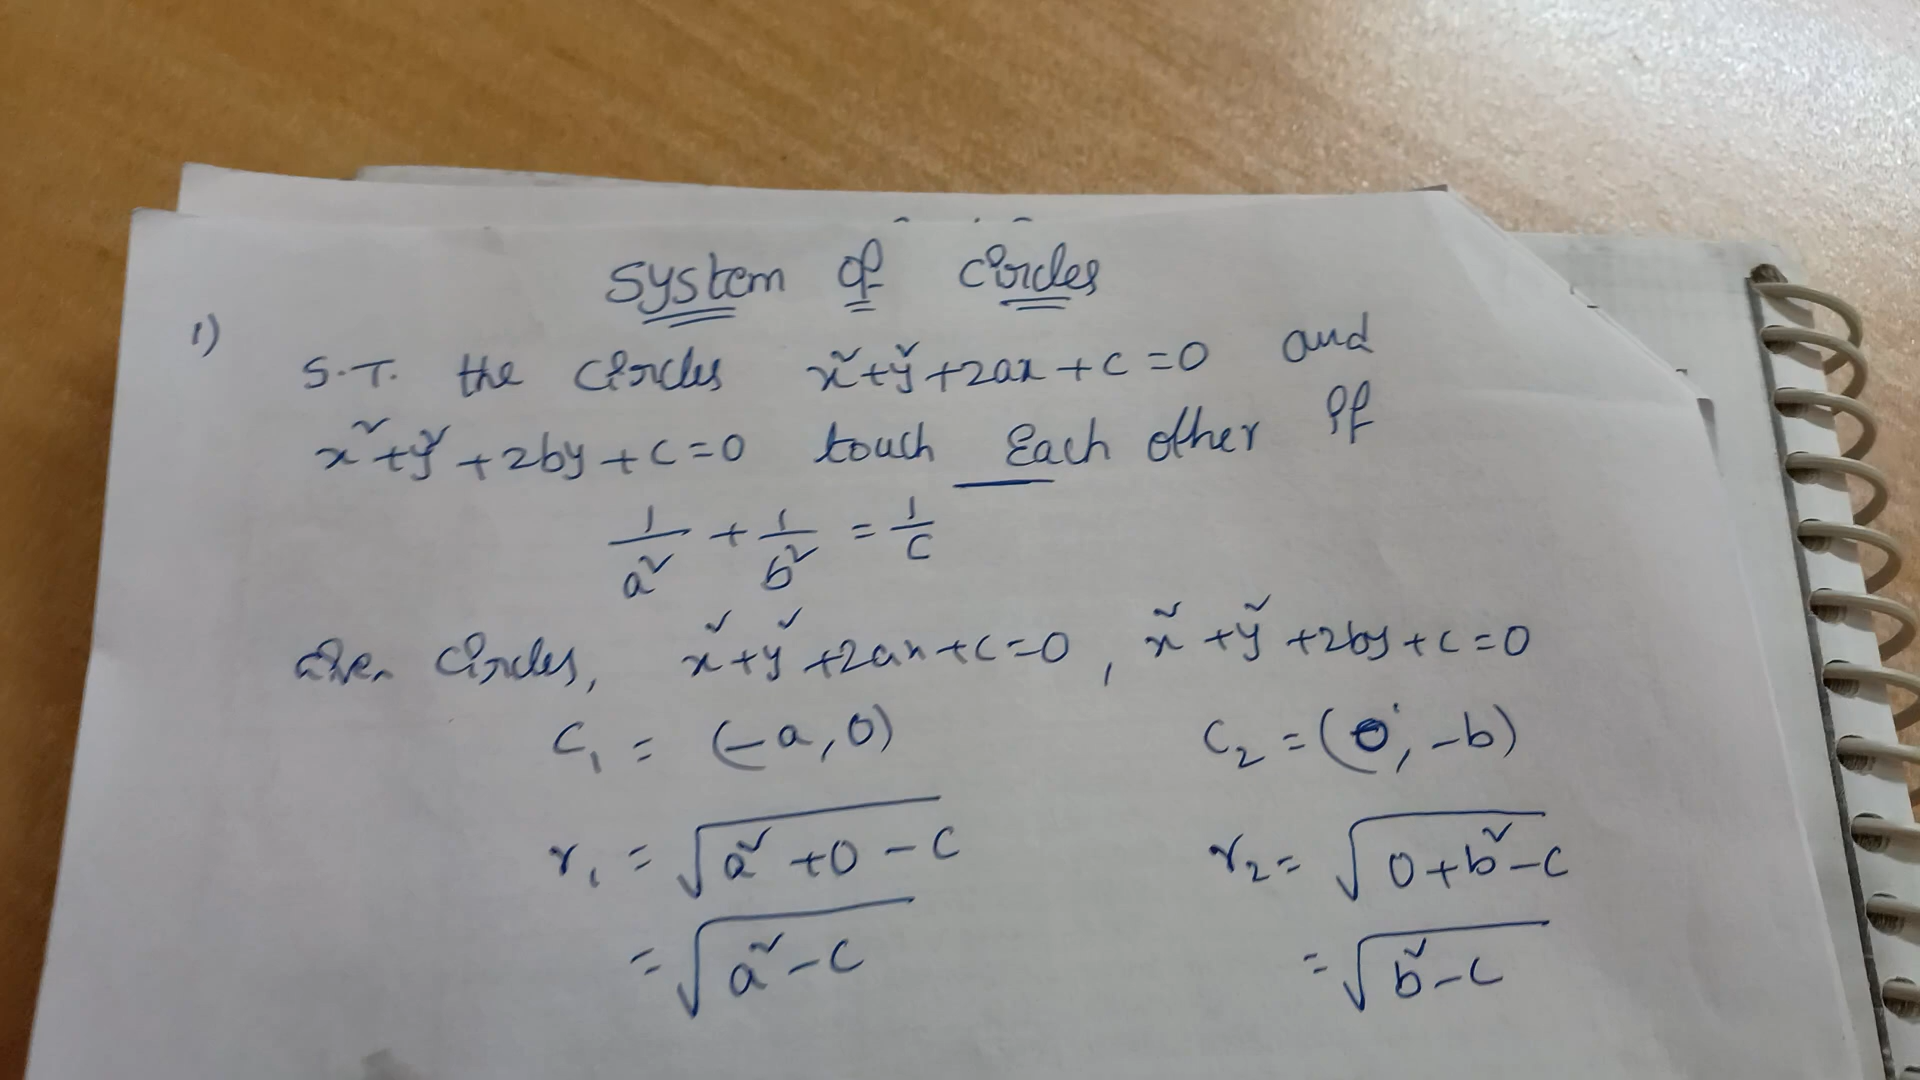 System of Circles
1)
S.T. the Circles x²+y²+2ax+c=0 and
x²+y²+2by+c=0 touch Each other if
1/a² + 1/b² = 1/c
Given Circles, x²+y²+2ax+c=0, x²+y²+2by+c=0
C₁ = (-a, 0) C₂ = (0, -b)
r₁ = √(a²+0-c) r₂ = √(0+b²-c)
= √(a²-c) = √(b²-c)